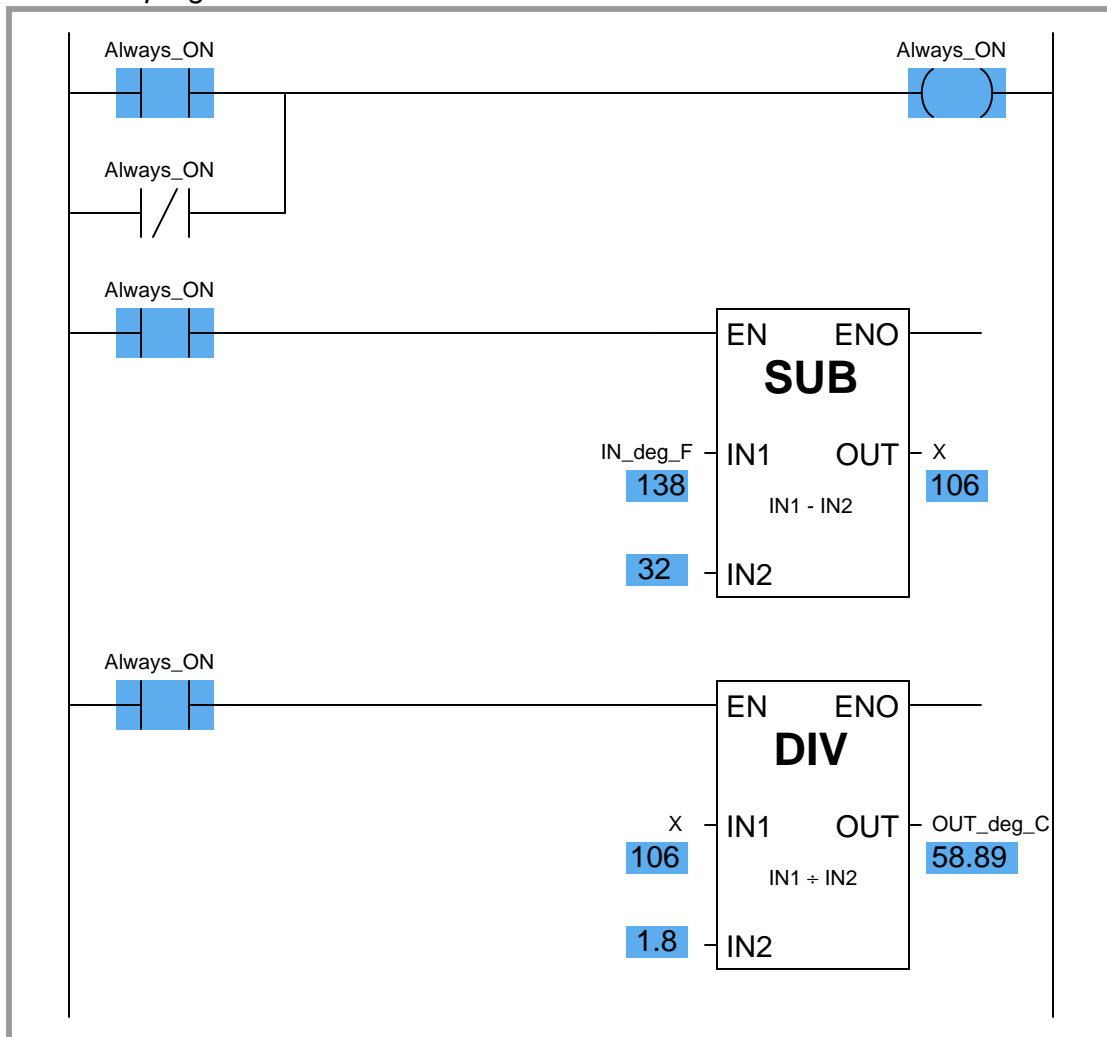 Always_ON Always_ON
Always_ON
Always_ON
EN ENO
SUB
IN_deg_F IN1 OUT X
138 106
IN1 - IN2
32 IN2
Always_ON
EN ENO
DIV
X IN1 OUT OUT_deg_C
106 58.89
IN1 ÷ IN2
1.8 IN2